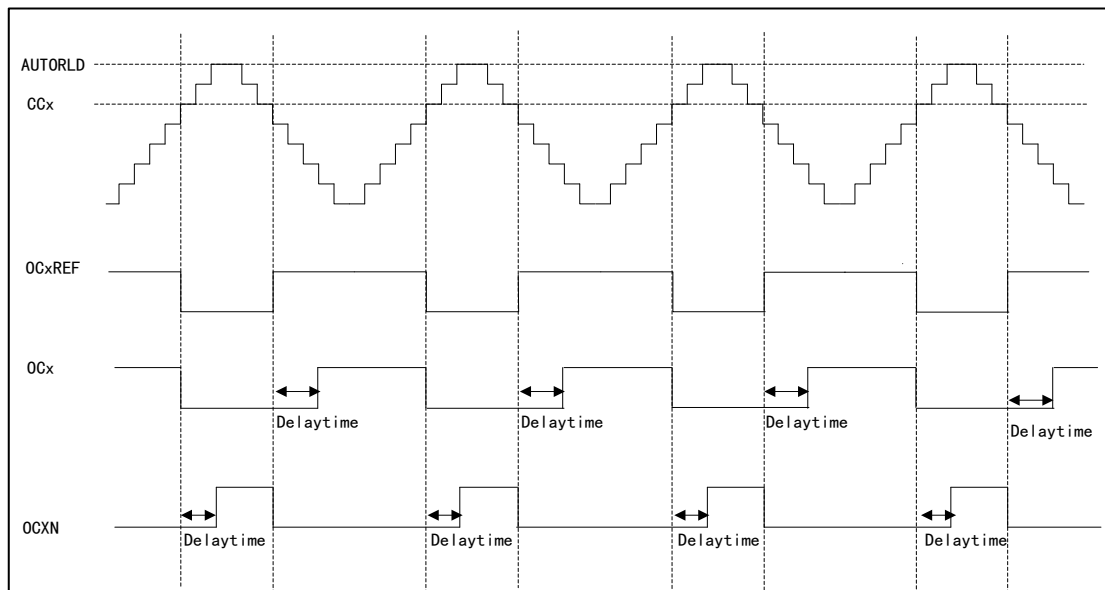 AUTORLD
CCx
OCxREF
OCx
Delaytime
Delaytime
Delaytime
Delaytime
OCXN
Delaytime
Delaytime
Delaytime
Delaytime